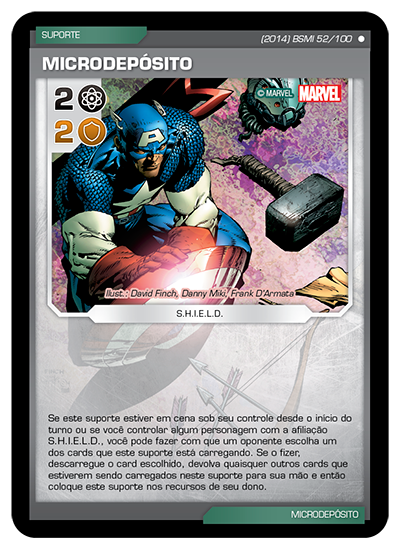 SUPORTE
(2014) BSMI 52/100
MICRODEPÓSITO
2
2
© MARVEL MARVEL
Ilust.: David Finch, Danny Miki, Frank D'Armata
S.H.I.E.L.D.
Se este suporte estiver em cena sob seu controle desde o início do
turno ou se você controlar algum personagem com a afiliação
S.H.I.E.L.D., você pode fazer com que um oponente escolha um
dos cards que este suporte está carregando. Se o fizer,
descarregue o card escolhido, devolva quaisquer outros cards que
estiverem sendo carregados neste suporte para sua mão e então
coloque este suporte nos recursos de seu dono.
MICRODEPÓSITO